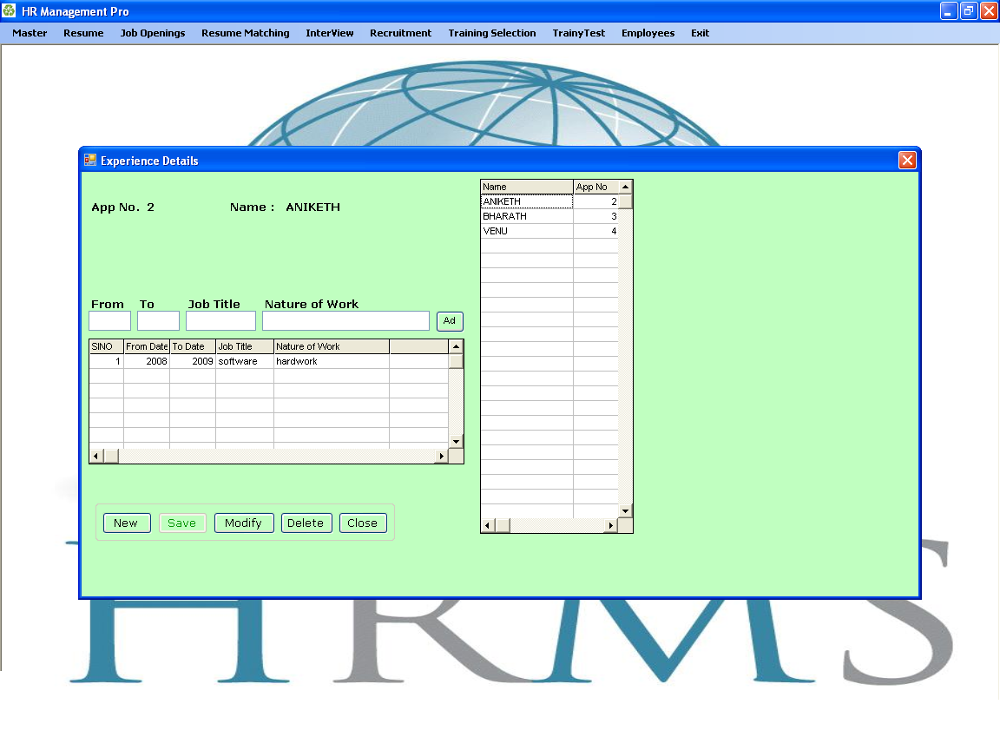 HR Management Pro
Master Resume Job Openings Resume Matching InterView Recruitment Training Selection TrainyTest Employees Exit
Experience Details
App No. 2 Name : ANIKETH
From To Job Title Nature of Work
Ad
SINO From Date To Date Job Title Nature of Work
1 2008 2009 software hardwork
New Save Modify Delete Close
Name App No
ANIKETH 2
BHARATH 3
VENU 4
HRMS